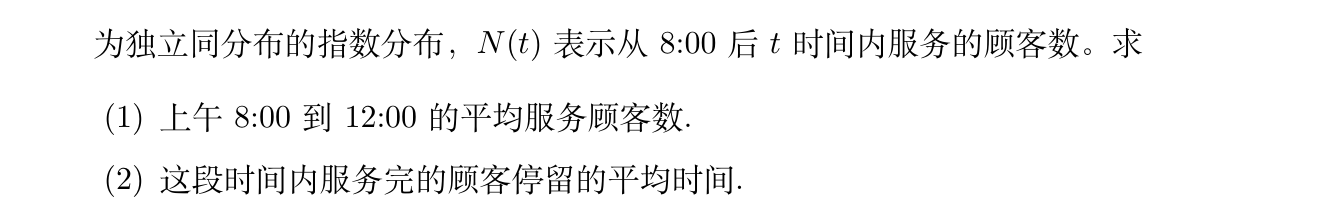 为独立同分布的指数分布，N(t) 表示从 8:00 后 t 时间内服务的顾客数。求
(1) 上午 8:00 到 12:00 的平均服务顾客数.
(2) 这段时间内服务完的顾客停留的平均时间.